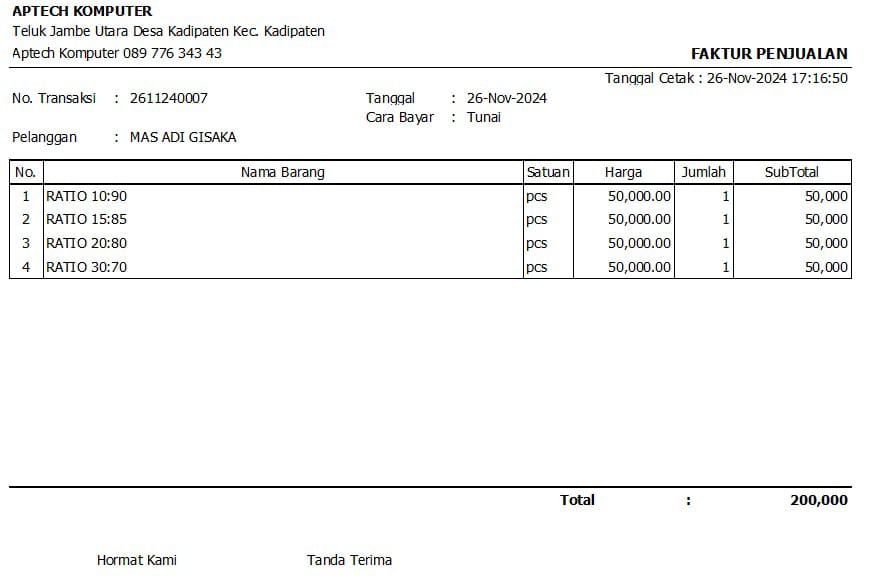 APTECH KOMPUTER
Teluk Jambe Utara Desa Kadipaten Kec. Kadipaten
Aptech Komputer 089 776 343 43
FAKTUR PENJUALAN
Tanggal Cetak : 26-Nov-2024 17:16:50
No. Transaksi : 2611240007 Tanggal : 26-Nov-2024
Cara Bayar : Tunai
Pelanggan : MAS ADI GISAKA
No. Nama Barang Satuan Harga Jumlah SubTotal
1 RATIO 10:90 pcs 50,000.00 1 50,000
2 RATIO 15:85 pcs 50,000.00 1 50,000
3 RATIO 20:80 pcs 50,000.00 1 50,000
4 RATIO 30:70 pcs 50,000.00 1 50,000
Total : 200,000
Hormat Kami Tanda Terima